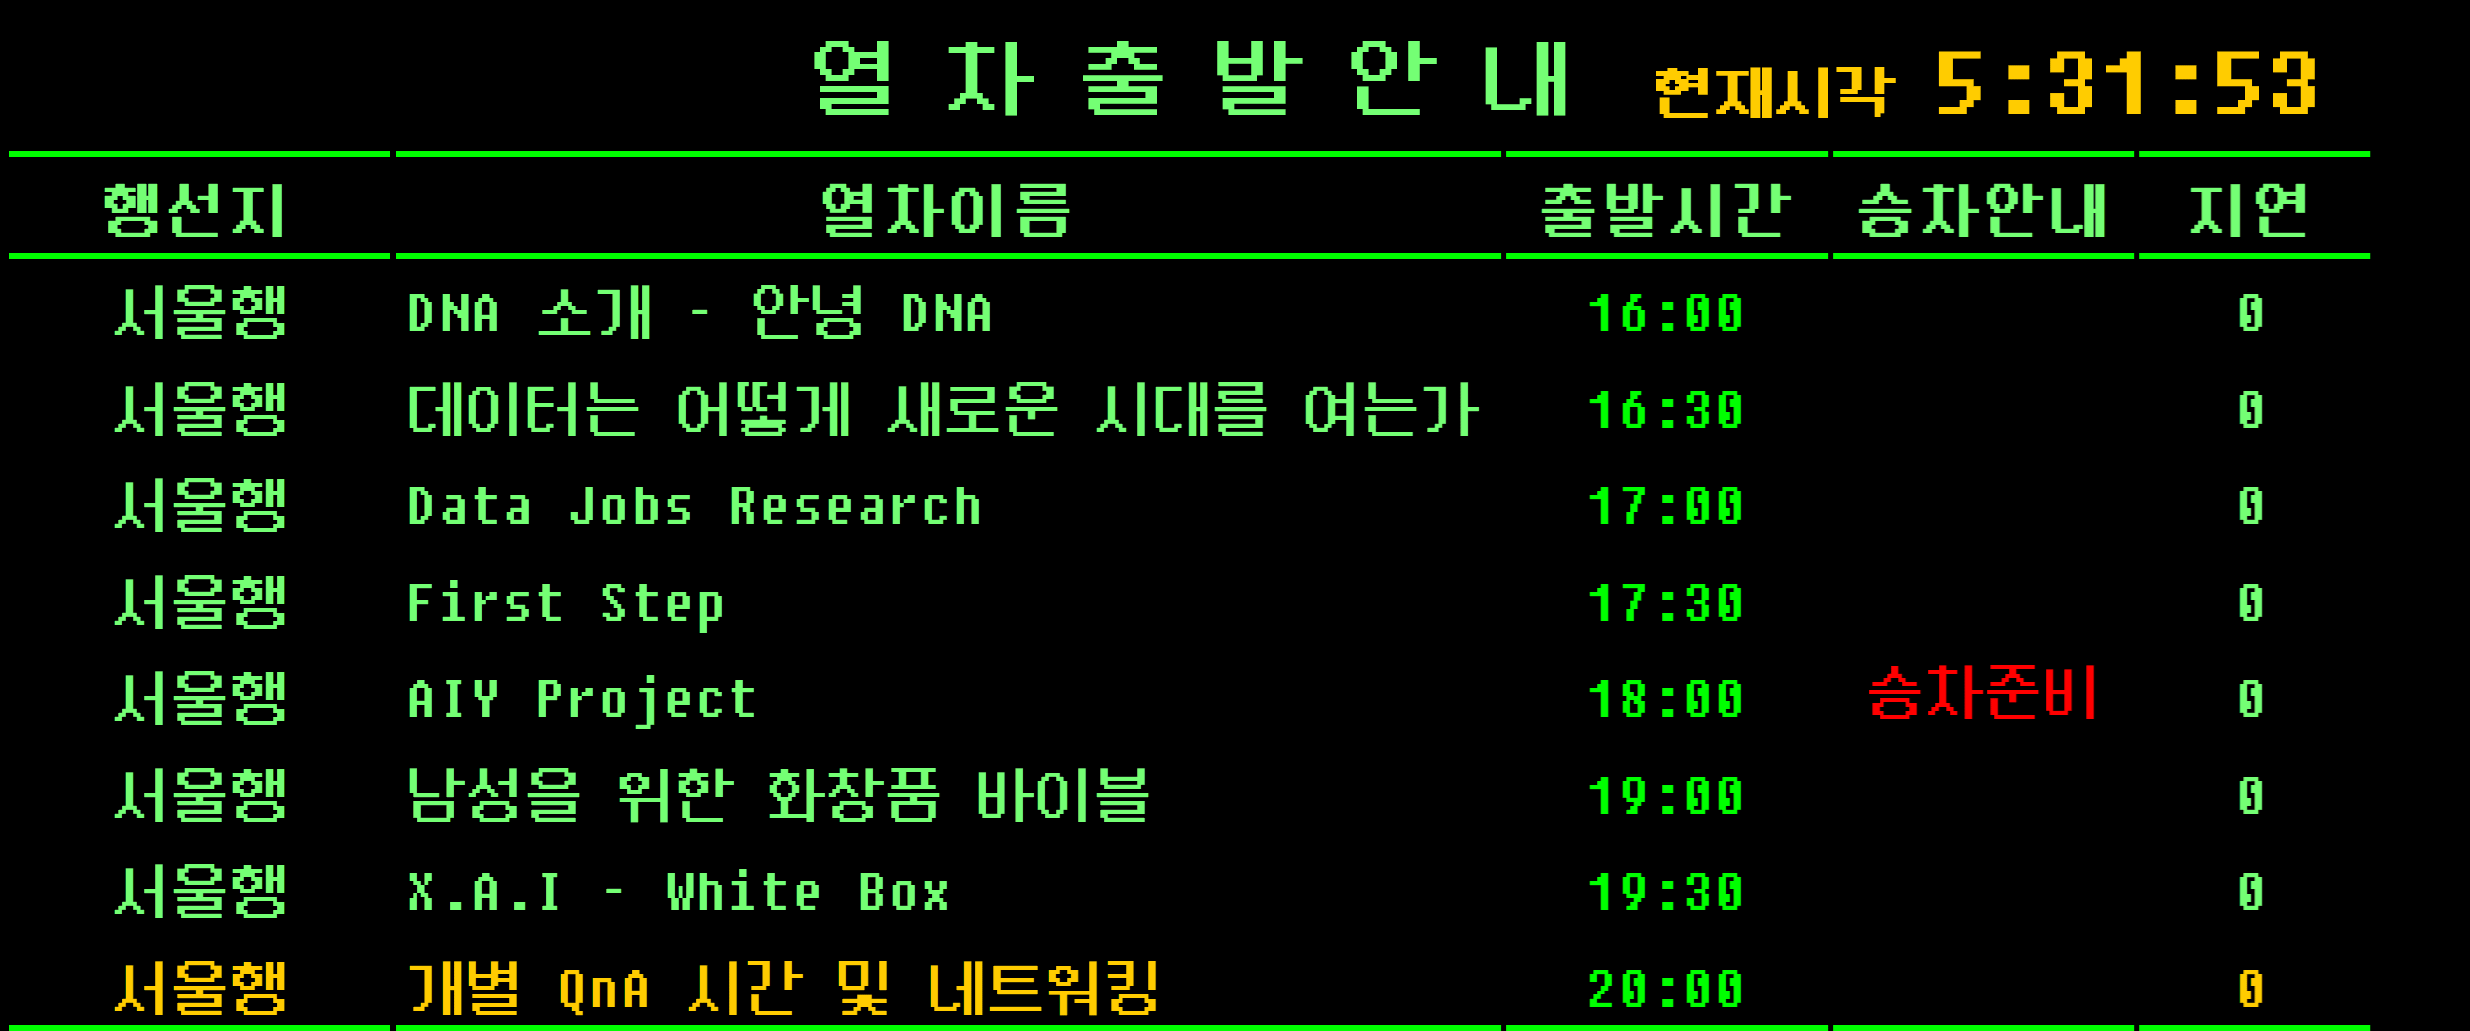 열 차 출 발 안 내 현재시각 5:31:53
행선지 열차이름 출발시간 승차안내 지연
서울행 DNA 소개 - 안녕 DNA 16:00 0
서울행 데이터는 어떻게 새로운 시대를 여는가 16:30 0
서울행 Data Jobs Research 17:00 0
서울행 First Step 17:30 0
서울행 AIY Project 18:00 승차준비 0
서울행 남성을 위한 화장품 바이블 19:00 0
서울행 X.A.I - White Box 19:30 0
서울행 개별 QnA 시간 및 네트워킹 20:00 0